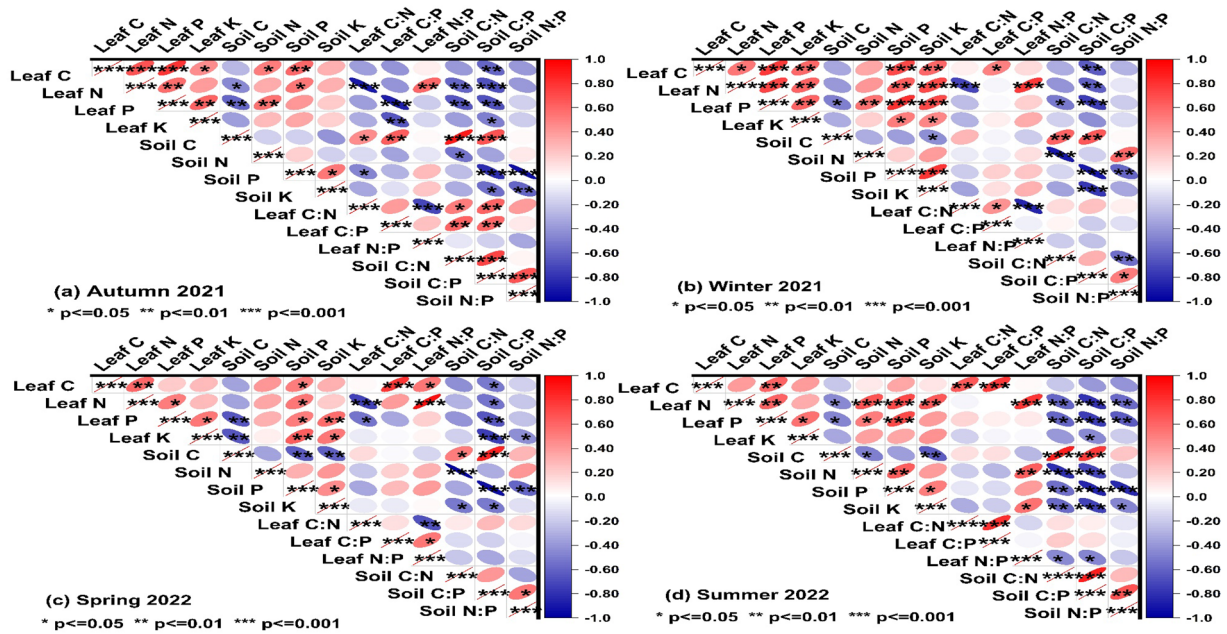 Leaf C Leaf N Leaf P Leaf K Soil C Soil N Soil P Soil K Leaf C:N Leaf C:P Leaf N:P Soil C:N Soil C:P Soil N:P
Leaf C
Leaf N
Leaf P
Leaf K
Soil C
Soil N
Soil P
Soil K
Leaf C:N
Leaf C:P
Leaf N:P
Soil C:N
Soil C:P
Soil N:P
1.0
0.80
0.60
0.40
0.20
0.0
-0.20
-0.40
-0.60
-0.80
-1.0
(a) Autumn 2021
* p<=0.05 ** p<=0.01 *** p<=0.001
Leaf C Leaf N Leaf P Leaf K Soil C Soil N Soil P Soil K Leaf C:N Leaf C:P Leaf N:P Soil C:N Soil C:P Soil N:P
Leaf C
Leaf N
Leaf P
Leaf K
Soil C
Soil N
Soil P
Soil K
Leaf C:N
Leaf C:P
Leaf N:P
Soil C:N
Soil C:P
Soil N:P
1.0
0.80
0.60
0.40
0.20
0.0
-0.20
-0.40
-0.60
-0.80
-1.0
(b) Winter 2021
* p<=0.05 ** p<=0.01 *** p<=0.001
Leaf C Leaf N Leaf P Leaf K Soil C Soil N Soil P Soil K Leaf C:N Leaf C:P Leaf N:P Soil C:N Soil C:P Soil N:P
Leaf C
Leaf N
Leaf P
Leaf K
Soil C
Soil N
Soil P
Soil K
Leaf C:N
Leaf C:P
Leaf N:P
Soil C:N
Soil C:P
Soil N:P
1.0
0.80
0.60
0.40
0.20
0.0
-0.20
-0.40
-0.60
-0.80
-1.0
(c) Spring 2022
* p<=0.05 ** p<=0.01 *** p<=0.001
Leaf C Leaf N Leaf P Leaf K Soil C Soil N Soil P Soil K Leaf C:N Leaf C:P Leaf N:P Soil C:N Soil C:P Soil N:P
Leaf C
Leaf N
Leaf P
Leaf K
Soil C
Soil N
Soil P
Soil K
Leaf C:N
Leaf C:P
Leaf N:P
Soil C:N
Soil C:P
Soil N:P
1.0
0.80
0.60
0.40
0.20
0.0
-0.20
-0.40
-0.60
-0.80
-1.0
(d) Summer 2022
* p<=0.05 ** p<=0.01 *** p<=0.001